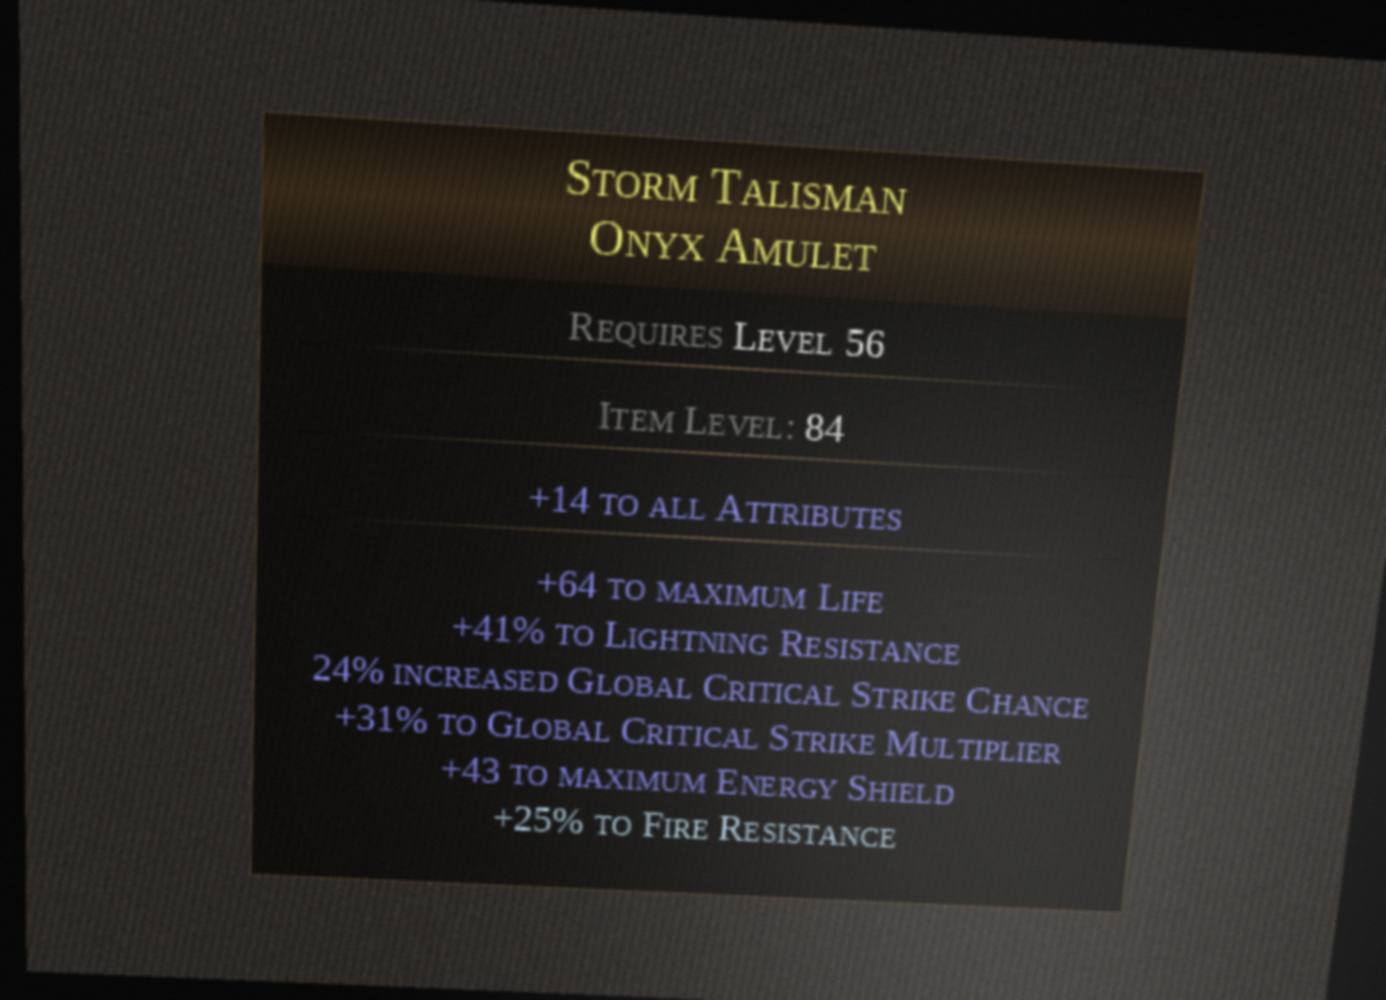 Storm Talisman
Onyx Amulet
Requires Level 56
Item Level: 84
+14 to all Attributes
+64 to maximum Life
+41% to Lightning Resistance
24% increased Global Critical Strike Chance
+31% to Global Critical Strike Multiplier
+43 to maximum Energy Shield
+25% to Fire Resistance